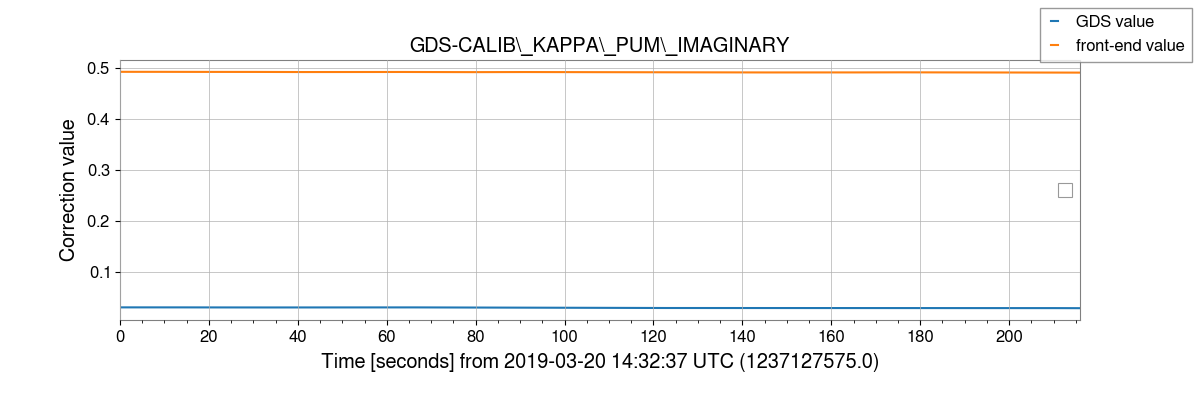 GDS value
front-end value
GDS-CALIB\_KAPPA\_PUM\_IMAGINARY
Correction value
0.5
0.4
0.3
0.2
0.1
0 20 40 60 80 100 120 140 160 180 200
Time [seconds] from 2019-03-20 14:32:37 UTC (1237127575.0)